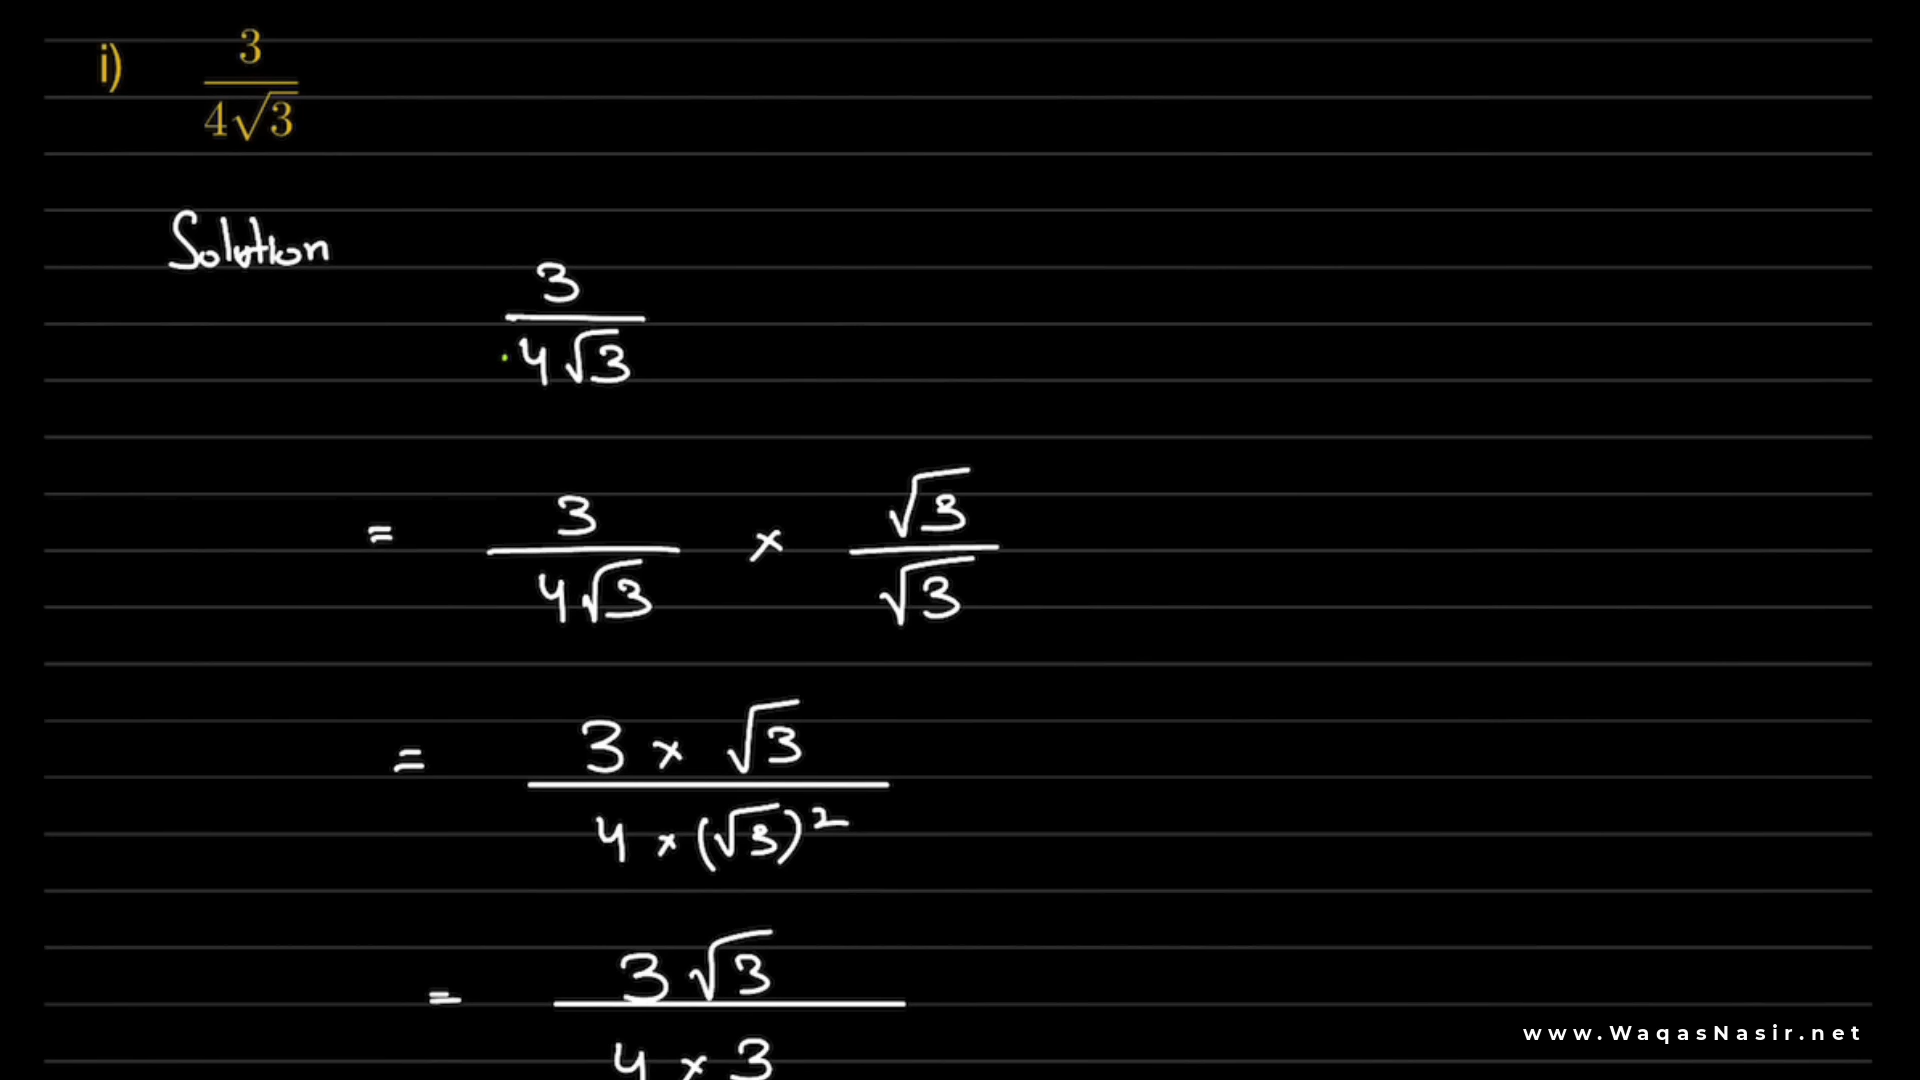 i) 3
4√3
Solution
3
4√3
= 3 × √3
4√3 √3
= 3 × √3
4 × (√3)²
= 3√3
4 × 3
www.WaqasNasir.net